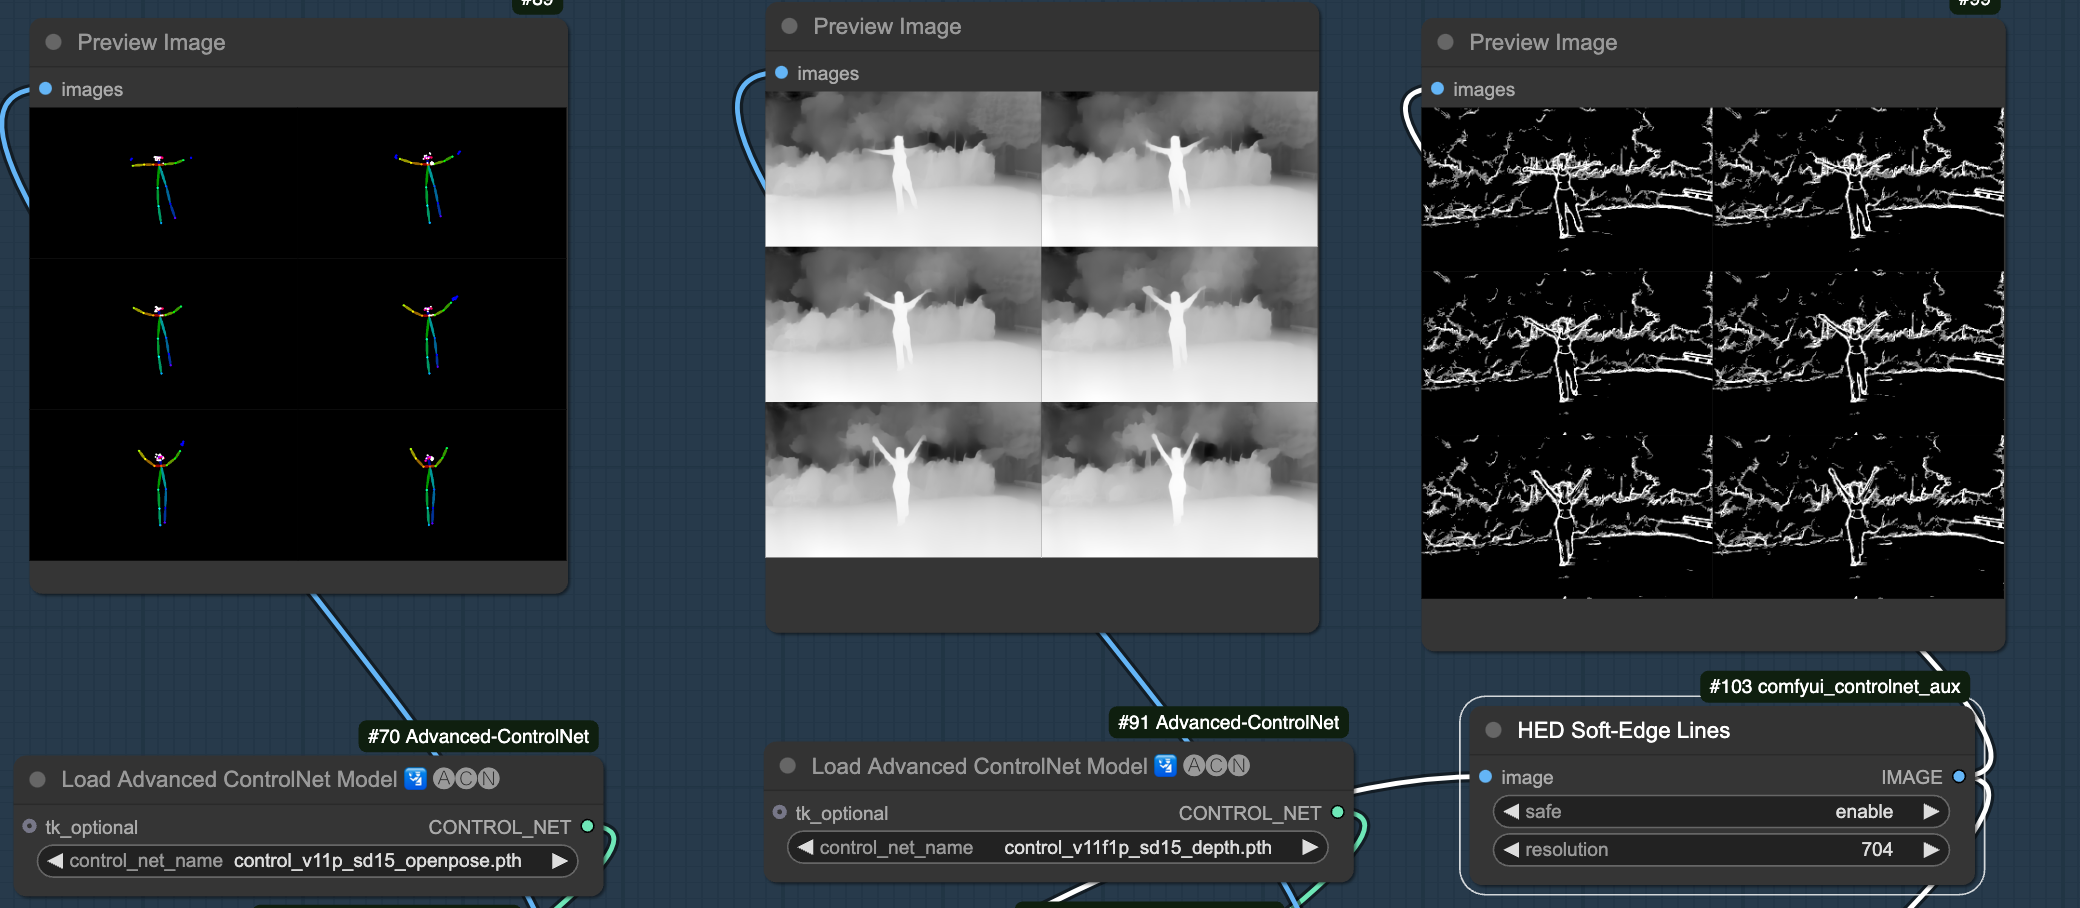 #89
Preview Image
images
Preview Image
images
#99
Preview Image
images
#70 Advanced-ControlNet
Load Advanced ControlNet Model 🛂🅐🅒🅝
tk_optional
CONTROL_NET
control_net_name control_v11p_sd15_openpose.pth
#91 Advanced-ControlNet
Load Advanced ControlNet Model 🛂🅐🅒🅝
tk_optional
CONTROL_NET
control_net_name control_v11f1p_sd15_depth.pth
#103 comfyui_controlnet_aux
HED Soft-Edge Lines
image
IMAGE
safe enable
resolution 704